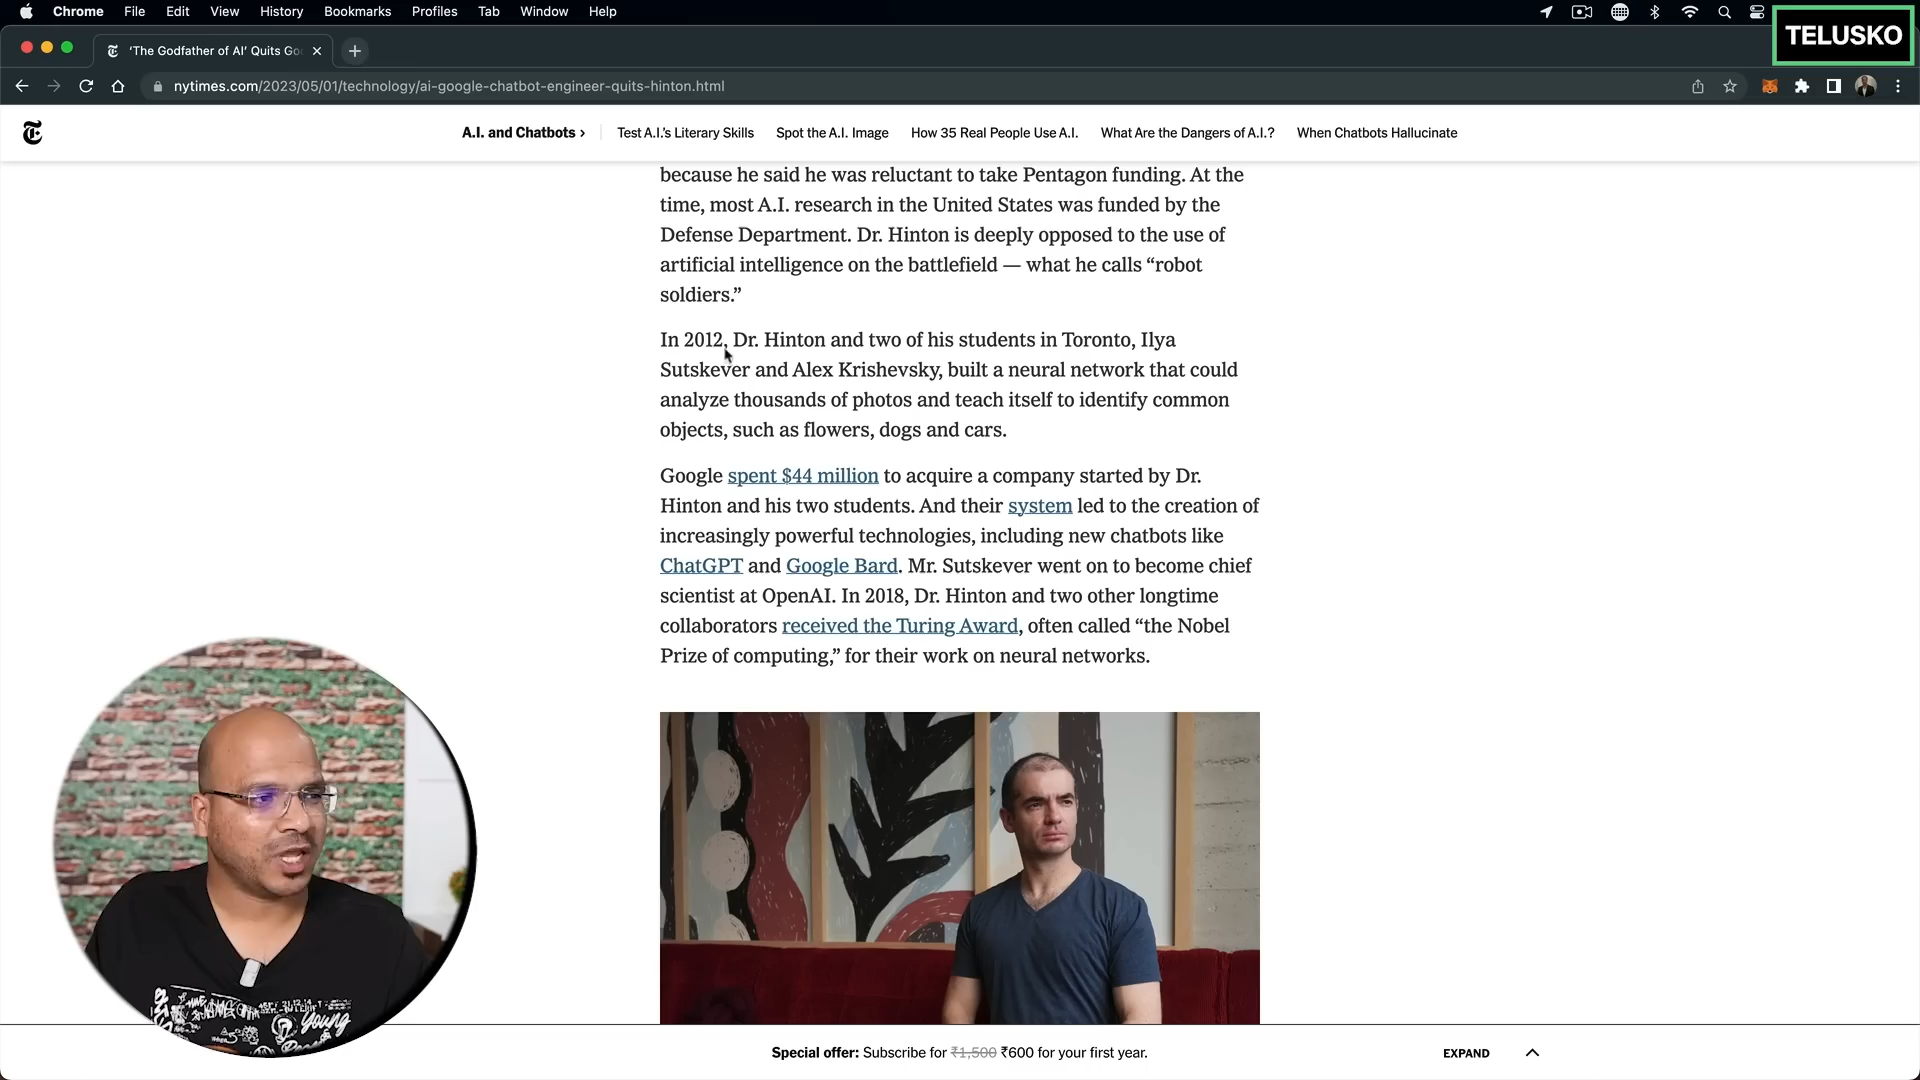 Chrome File Edit View History Bookmarks Profiles Tab Window Help
TELUSKO
'The Godfather of AI' Quits Go
nytimes.com/2023/05/01/technology/ai-google-chatbot-engineer-quits-hinton.html
A.I. and Chatbots › Test A.I.'s Literary Skills Spot the A.I. Image How 35 Real People Use A.I. What Are the Dangers of A.I.? When Chatbots Hallucinate
because he said he was reluctant to take Pentagon funding. At the
time, most A.I. research in the United States was funded by the
Defense Department. Dr. Hinton is deeply opposed to the use of
artificial intelligence on the battlefield — what he calls “robot
soldiers.”
In 2012, Dr. Hinton and two of his students in Toronto, Ilya
Sutskever and Alex Krishevsky, built a neural network that could
analyze thousands of photos and teach itself to identify common
objects, such as flowers, dogs and cars.
Google spent $44 million to acquire a company started by Dr.
Hinton and his two students. And their system led to the creation of
increasingly powerful technologies, including new chatbots like
ChatGPT and Google Bard. Mr. Sutskever went on to become chief
scientist at OpenAI. In 2018, Dr. Hinton and two other longtime
collaborators received the Turing Award, often called “the Nobel
Prize of computing,” for their work on neural networks.
Young
Special offer: Subscribe for ₹1,500 ₹600 for your first year.
EXPAND